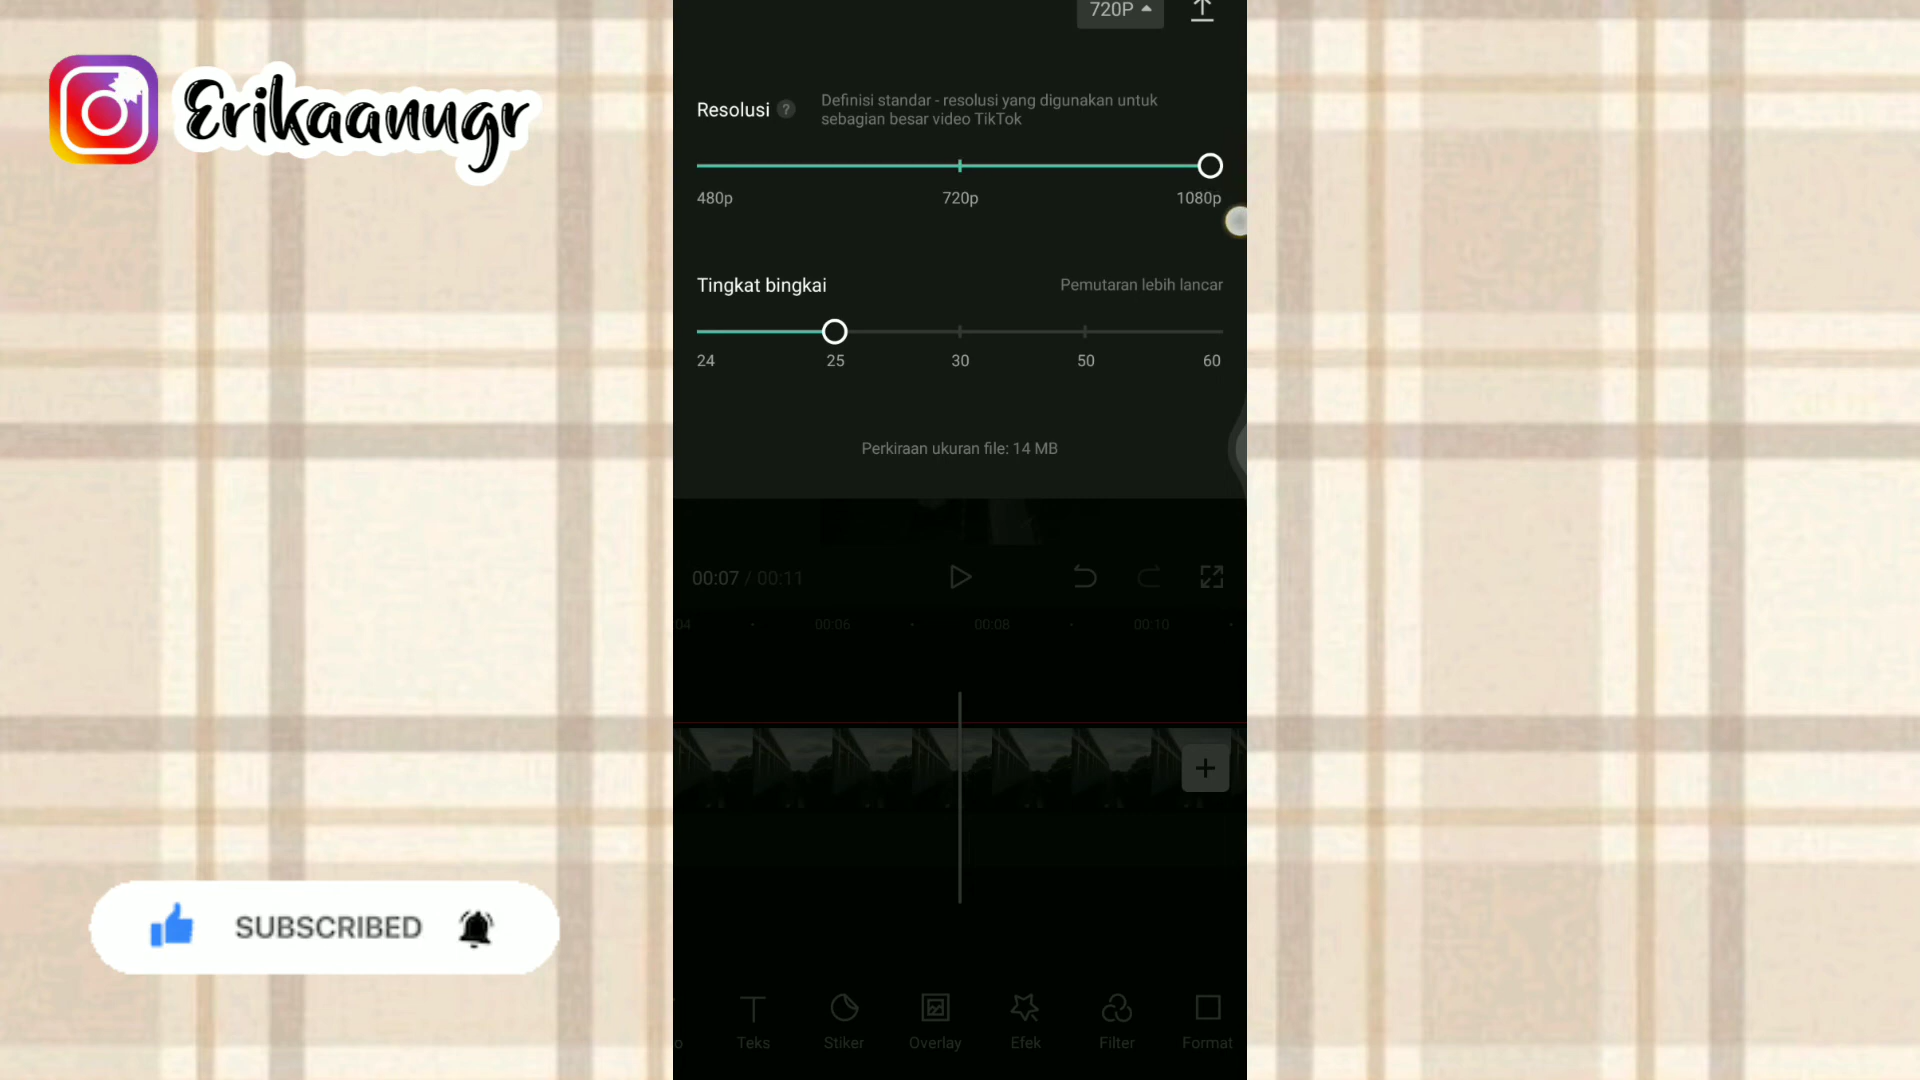 Erikaanugr
720P
Resolusi ?
Definisi standar - resolusi yang digunakan untuk
sebagian besar video TikTok
480p 720p 1080p
Tingkat bingkai Pemutaran lebih lancar
24 25 30 50 60
Perkiraan ukuran file: 14 MB
00:07 / 00:11
04 00:06 00:08 00:10
SUBSCRIBED
o Teks Stiker Overlay Efek Filter Format